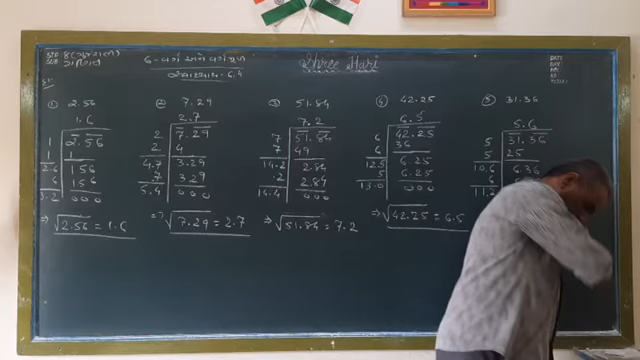 Shree Hari
સ્વાધ્યાય - 6.4
① 2.56
1.6
1 | 2.56
1 | 1
2.6 | 156
6 | 156
3.2 | 000
⇒ √2.56 = 1.6
② 7.29
2.7
2 | 7.29
2 | 4
4.7 | 3.29
7 | 3.29
5.4 | 000
⇒ √7.29 = 2.7
③ 51.84
7.2
7 | 51.84
7 | 49
14.2 | 2.84
.2 | 2.84
14.4 | 000
⇒ √51.84 = 7.2
④ 42.25
6.5
6 | 42.25
6 | 36
12.5 | 6.25
5 | 6.25
13.0 | 000
⇒ √42.25 = 6.5
⑤ 31.36
5.6
5 | 31.36
5 | 25
10.6 | 6.36
11.2